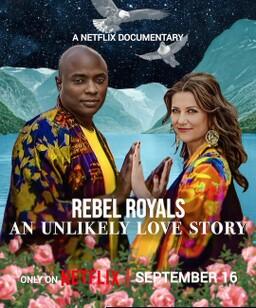 A NETFLIX DOCUMENTARY
REBEL ROYALS
AN UNLIKELY LOVE STORY
ONLY ON NETFLIX | SEPTEMBER 16